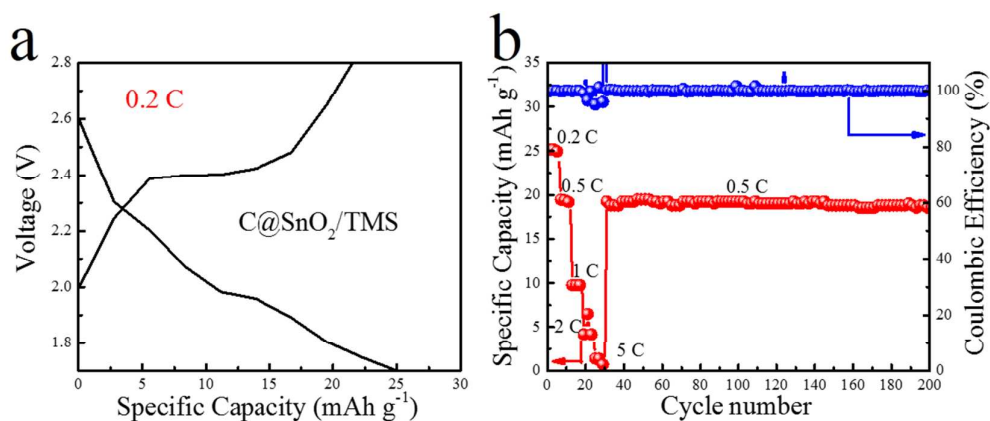 a
2.8
2.6
2.4
2.2
2.0
1.8
Voltage (V)
0.2 C
C@SnO₂/TMS
0 5 10 15 20 25 30
Specific Capacity (mAh g⁻¹)
b
35
30
25
20
15
10
5
0
Specific Capacity (mAh g⁻¹)
0.2 C
0.5 C
0.5 C
1 C
2 C
5 C
100
80
60
40
20
0
Coulombic Efficiency (%)
0 20 40 60 80 100 120 140 160 180 200
Cycle number